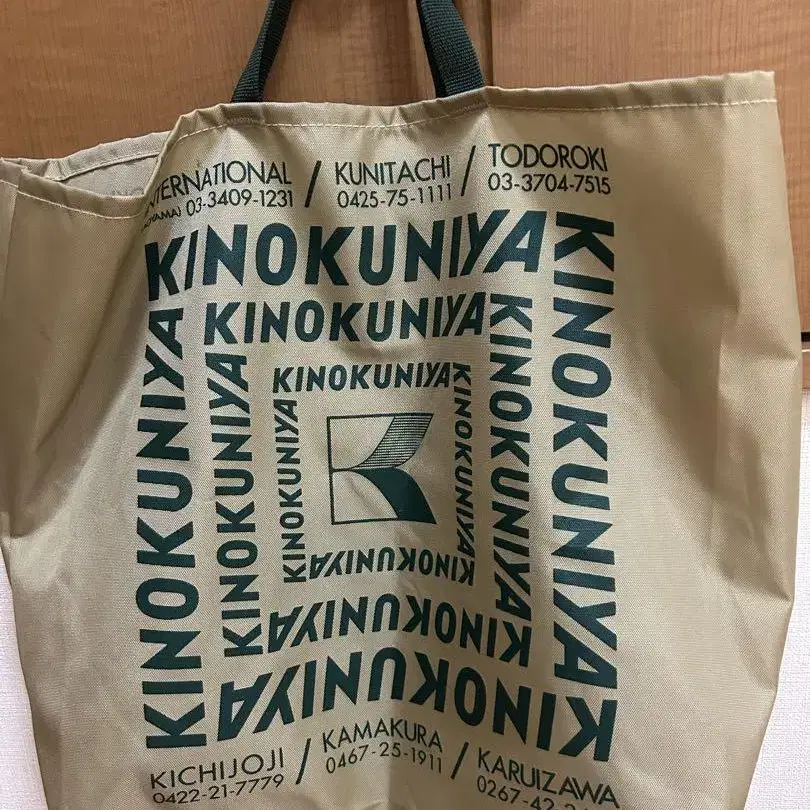 INTERNATIONAL / KUNITACHI / TODOROKI
03-3409-1231 0425-75-1111 03-3704-7515
KINOKUNIYA
KINOKUNIYA
KINOKUNIYA
KINOKUNIYA
KINOKUNIYA
KINOKUNIYA
KINOKUNIYA
KINOKUNIYA
KINOKUNIYA
KINOKUNIYA
KINOKUNIYA
KINOKUNIYA
KICHIJOJI / KAMAKURA / KARUIZAWA
0422-21-7779 0467-25-1911